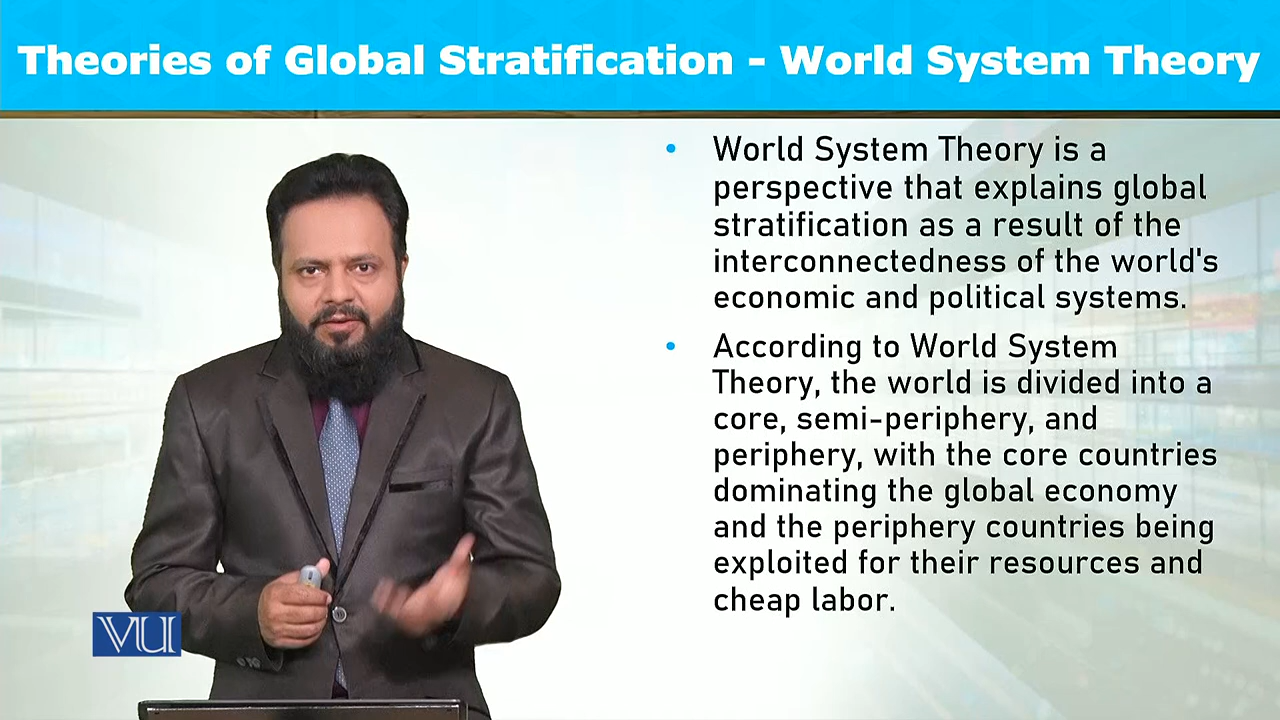 Theories of Global Stratification - World System Theory
• World System Theory is a
perspective that explains global
stratification as a result of the
interconnectedness of the world's
economic and political systems.
• According to World System
Theory, the world is divided into a
core, semi-periphery, and
periphery, with the core countries
dominating the global economy
and the periphery countries being
exploited for their resources and
cheap labor.
VU